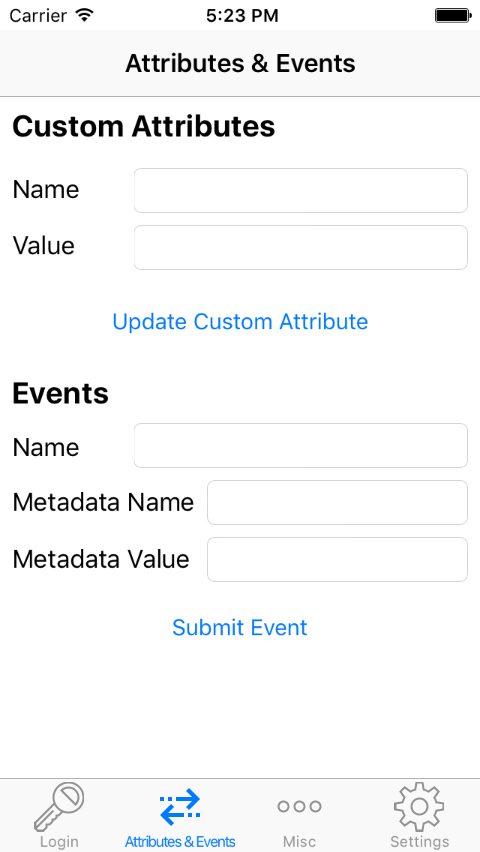 Carrier 5:23 PM
Attributes & Events
Custom Attributes
Name
Value
Update Custom Attribute
Events
Name
Metadata Name
Metadata Value
Submit Event
Login Attributes & Events Misc Settings